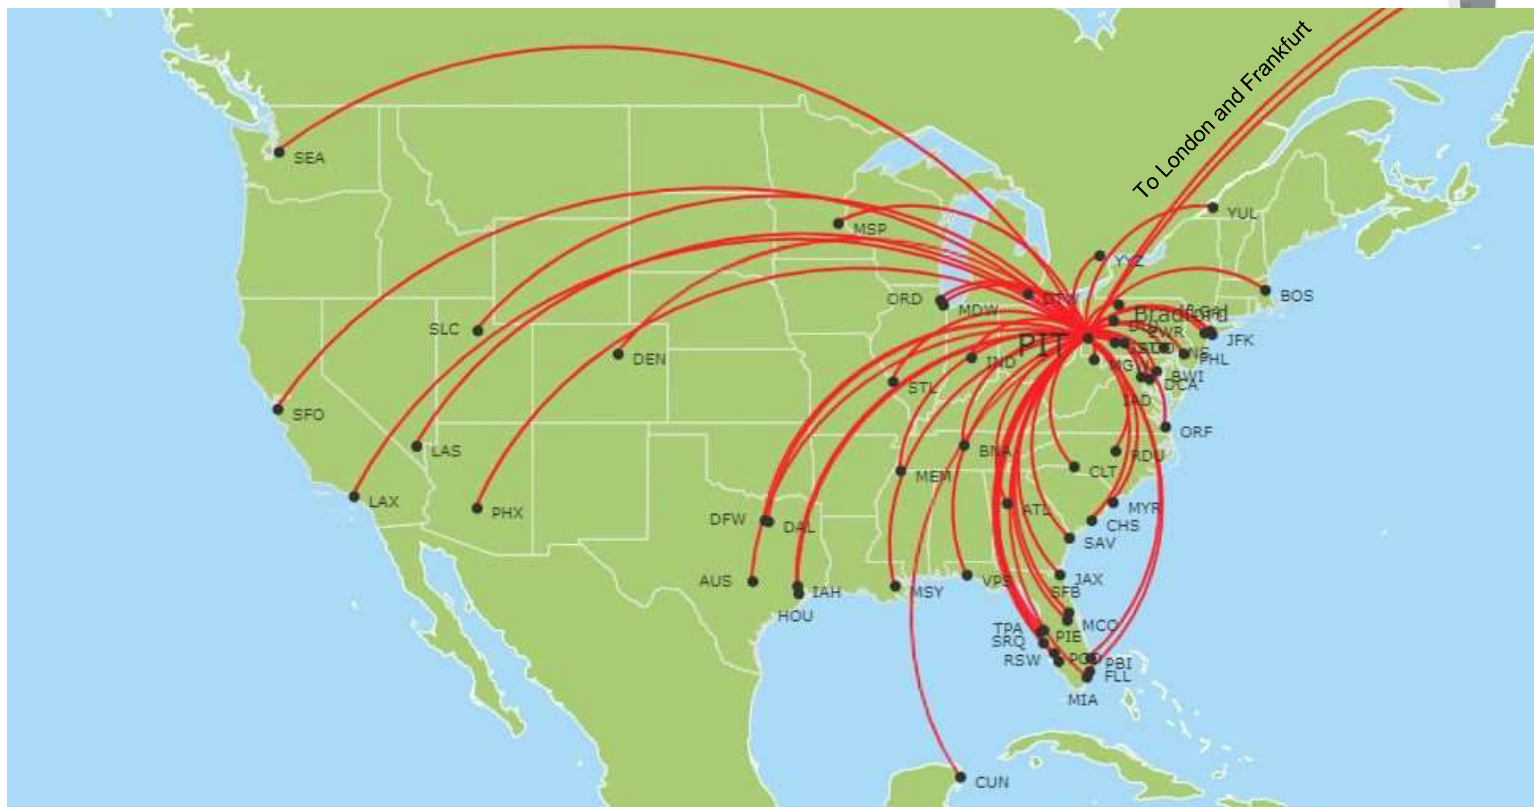 To London and Frankfurt
SEA
YUL
MSP
YYZ
BOS
DTW
ORD
MDW
Bradford
SLC
EWR
JFK
PIT
DEN
IND
MGW
PHL
STL
BWI
DCA
IAD
SFO
ORF
LAS
BNA
RDU
MEM
CLT
LAX
PHX
ATL
MYR
DFW
DAL
CHS
SAV
AUS
IAH
MSY
VPS
JAX
SFB
HOU
MCO
TPA
PIE
SRQ
RSW
PBI
FLL
MIA
CUN